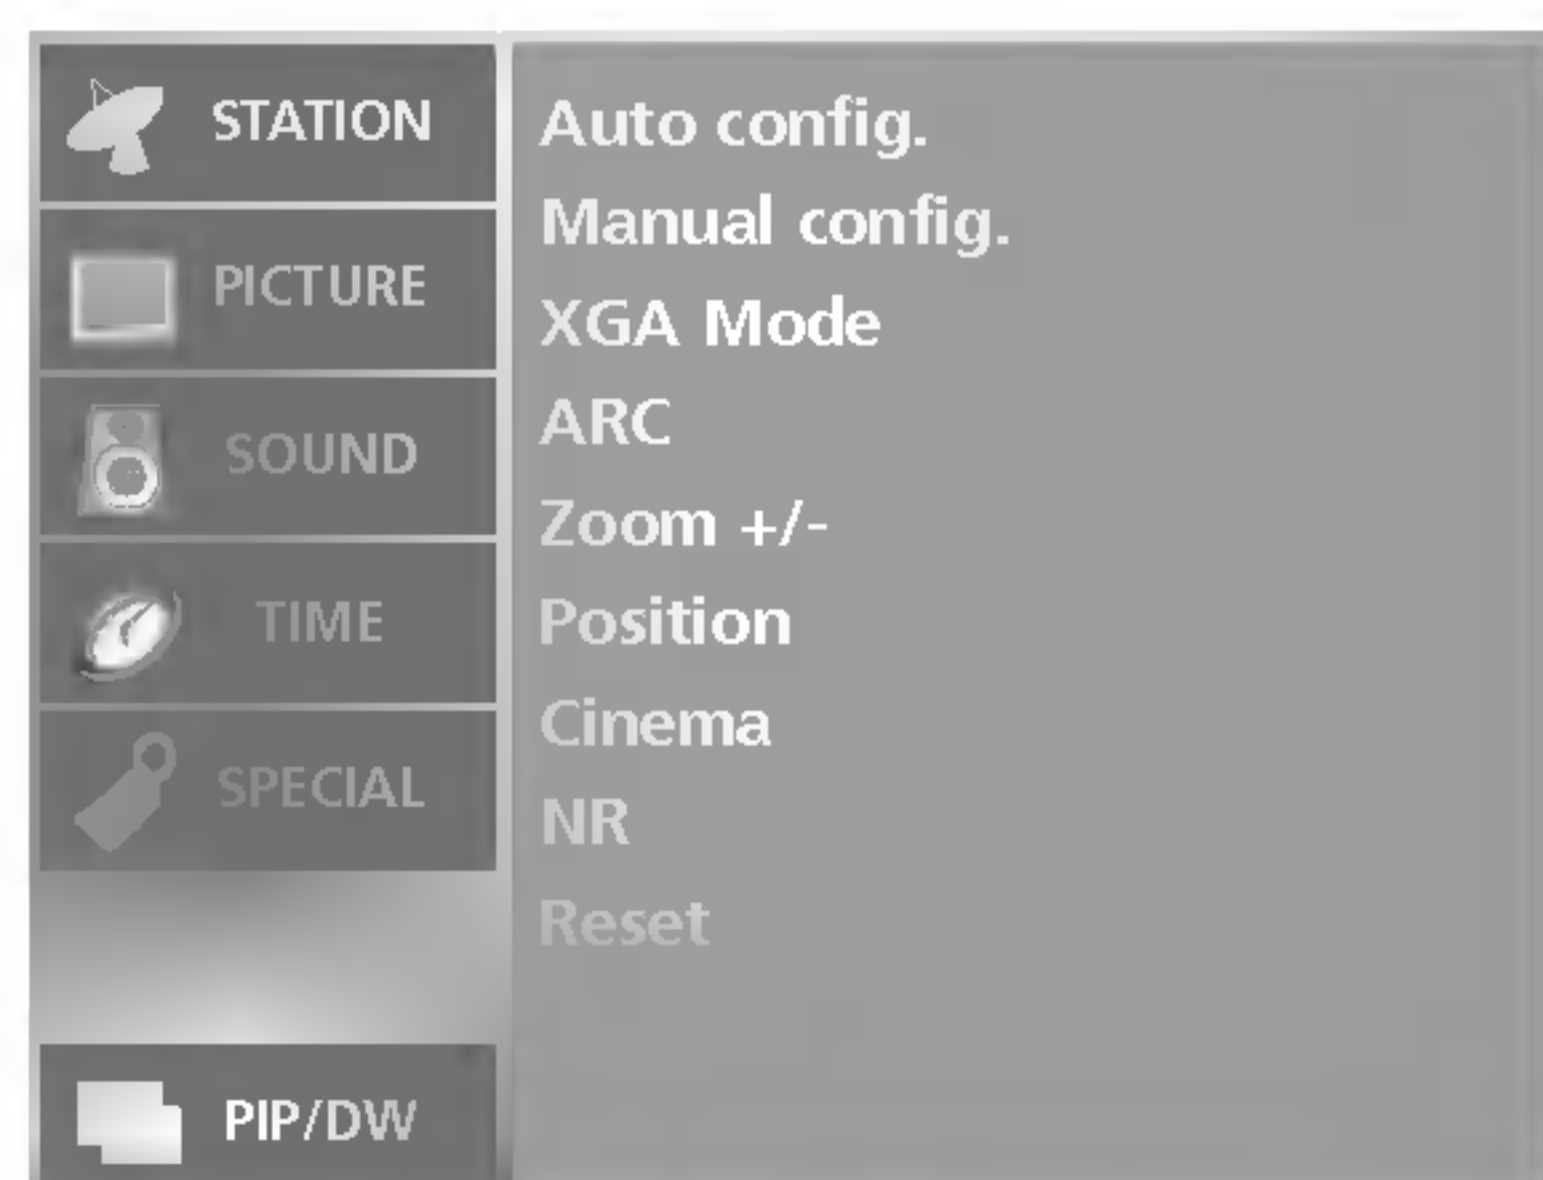 STATION
PICTURE
SOUND
TIME
SPECIAL
PIP/DW
Auto config.
Manual config.
XGA Mode
ARC
Zoom +/-
Position
Cinema
NR
Reset